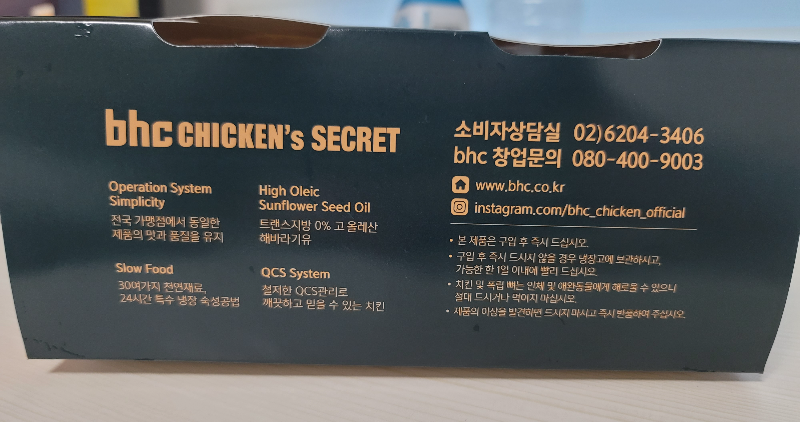 bhc CHICKEN's SECRET
Operation System
Simplicity
전국 가맹점에서 동일한
제품의 맛과 품질을 유지
High Oleic
Sunflower Seed Oil
트랜스지방 0% 고 올레산
해바라기유
Slow Food
30여가지 천연재료,
24시간 특수 냉장 숙성공법
QCS System
철저한 QCS관리로
깨끗하고 믿을 수 있는 치킨
소비자상담실 02)6204-3406
bhc 창업문의 080-400-9003
www.bhc.co.kr
instagram.com/bhc_chicken_official
• 본 제품은 구입 후 즉시 드십시오.
• 구입 후 즉시 드시지 않을 경우 냉장고에 보관하시고,
가능한 한 1일 이내에 빨리 드십시오.
• 치킨 및 폭립 뼈는 인체 및 애완동물에게 해로울 수 있으니
절대 드시거나 먹이지 마십시오.
• 제품의 이상을 발견하면 드시지 마시고 즉시 반품하여 주십시오.